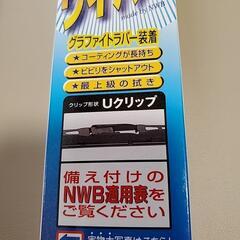 made by NWB
グラファイトラバー装着
★コーティングが長持ち
★ビビリをシャットアウト
★最上級の拭き
クリップ形状 Uクリップ
備え付けの
NWB適用表を
ご覧ください